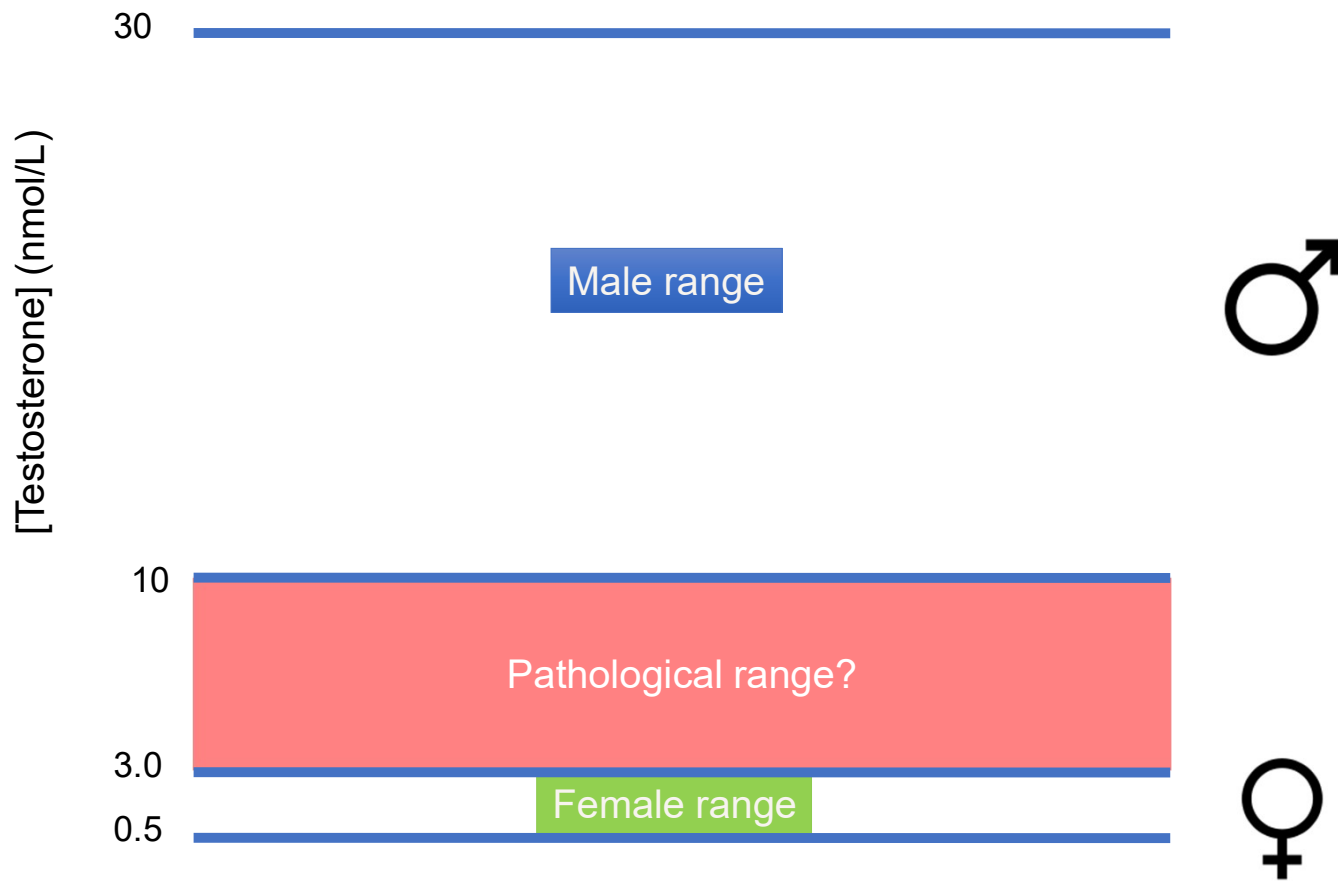 30
[Testosterone] (nmol/L)
Male range
10
Pathological range?
3.0
Female range
0.5